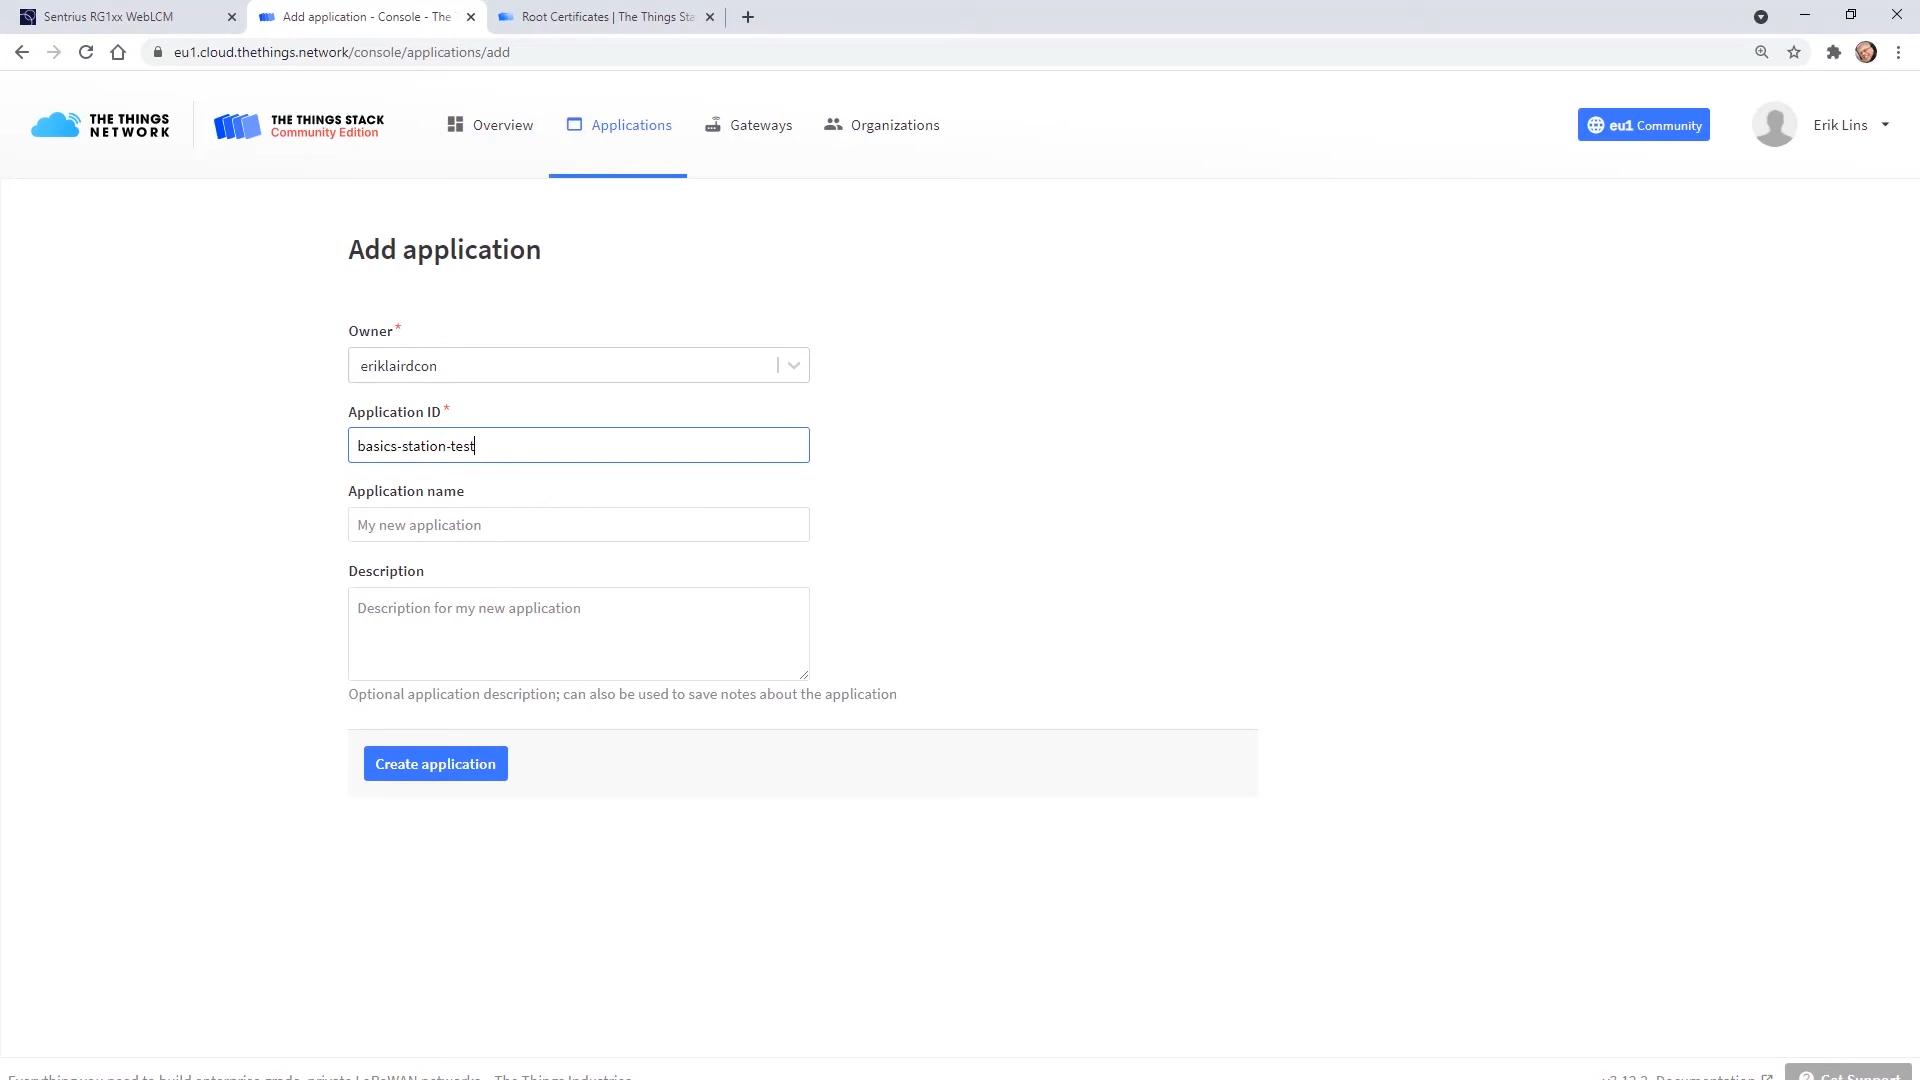 Sentrius RG1xx WebLCM
Add application - Console - The
Root Certificates | The Things Sta
eu1.cloud.thethings.network/console/applications/add
THE THINGS
NETWORK
THE THINGS STACK
Community Edition
Overview
Applications
Gateways
Organizations
eu1 Community
Erik Lins
Add application
Owner*
eriklairdcon
Application ID*
basics-station-test
Application name
My new application
Description
Description for my new application
Optional application description; can also be used to save notes about the application
Create application
Everything you need to build enterprise grade, private LoRaWAN networks - The Things Industries
v3.12.2
Documentation
Get Support